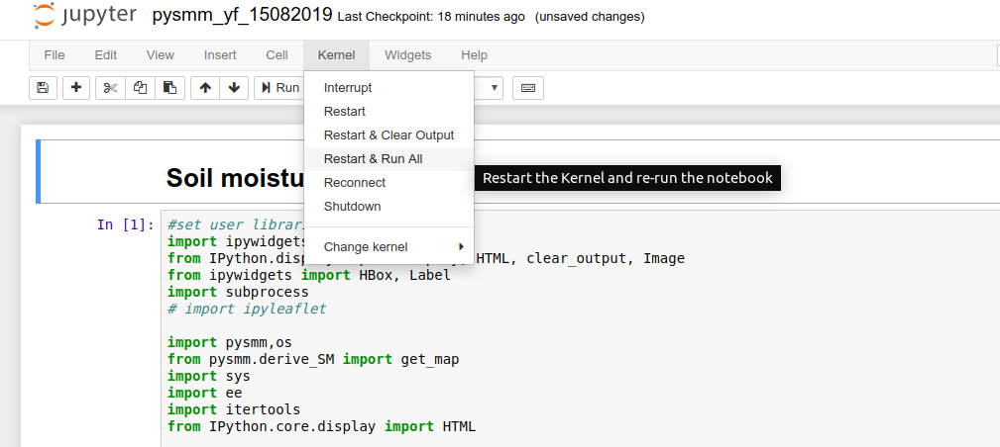 jupyter pysmm_yf_15082019 Last Checkpoint: 18 minutes ago (unsaved changes)
File Edit View Insert Cell Kernel Widgets Help
Run
Interrupt
Restart
Restart & Clear Output
Restart & Run All
Reconnect
Shutdown
Change kernel
Restart the Kernel and re-run the notebook
Soil moistu
In [1]: #set user librar
import ipywidgets
from IPython.disp HTML, clear_output, Image
from ipywidgets import HBox, Label
import subprocess
# import ipyleaflet
import pysmm,os
from pysmm.derive_SM import get_map
import sys
import ee
import itertools
from IPython.core.display import HTML